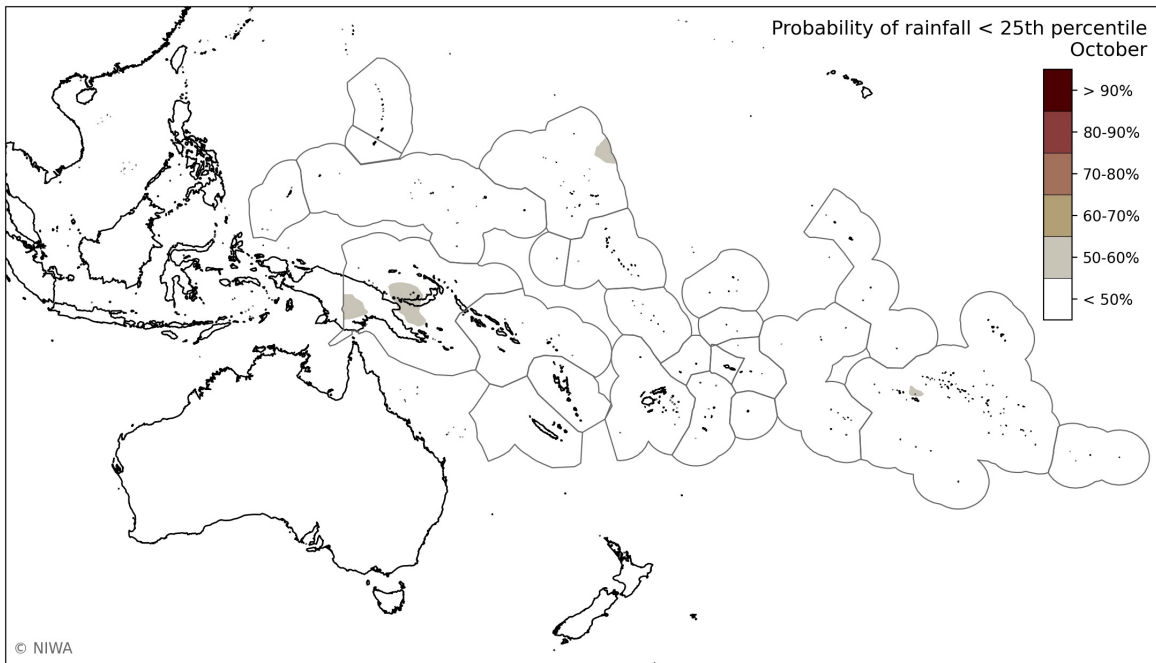 Probability of rainfall < 25th percentile
October
> 90%
80-90%
70-80%
60-70%
50-60%
< 50%
© NIWA